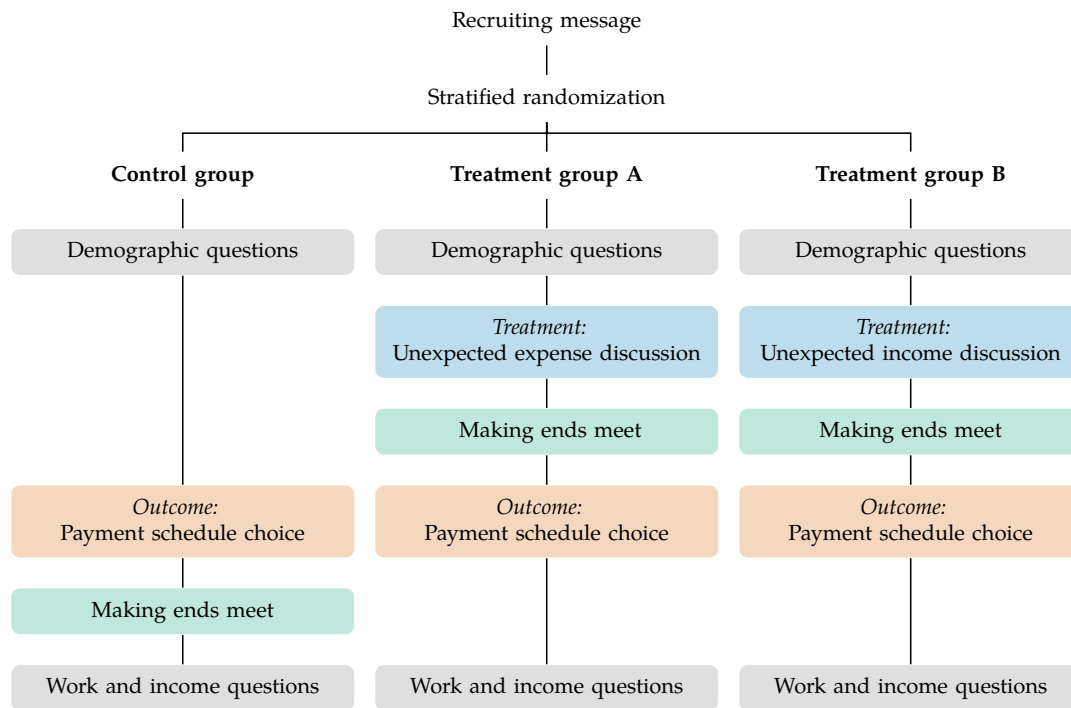 Recruiting message
Stratified randomization
Control group
Treatment group A
Treatment group B
Demographic questions
Demographic questions
Demographic questions
Treatment:
Unexpected expense discussion
Treatment:
Unexpected income discussion
Making ends meet
Making ends meet
Outcome:
Payment schedule choice
Outcome:
Payment schedule choice
Outcome:
Payment schedule choice
Making ends meet
Work and income questions
Work and income questions
Work and income questions